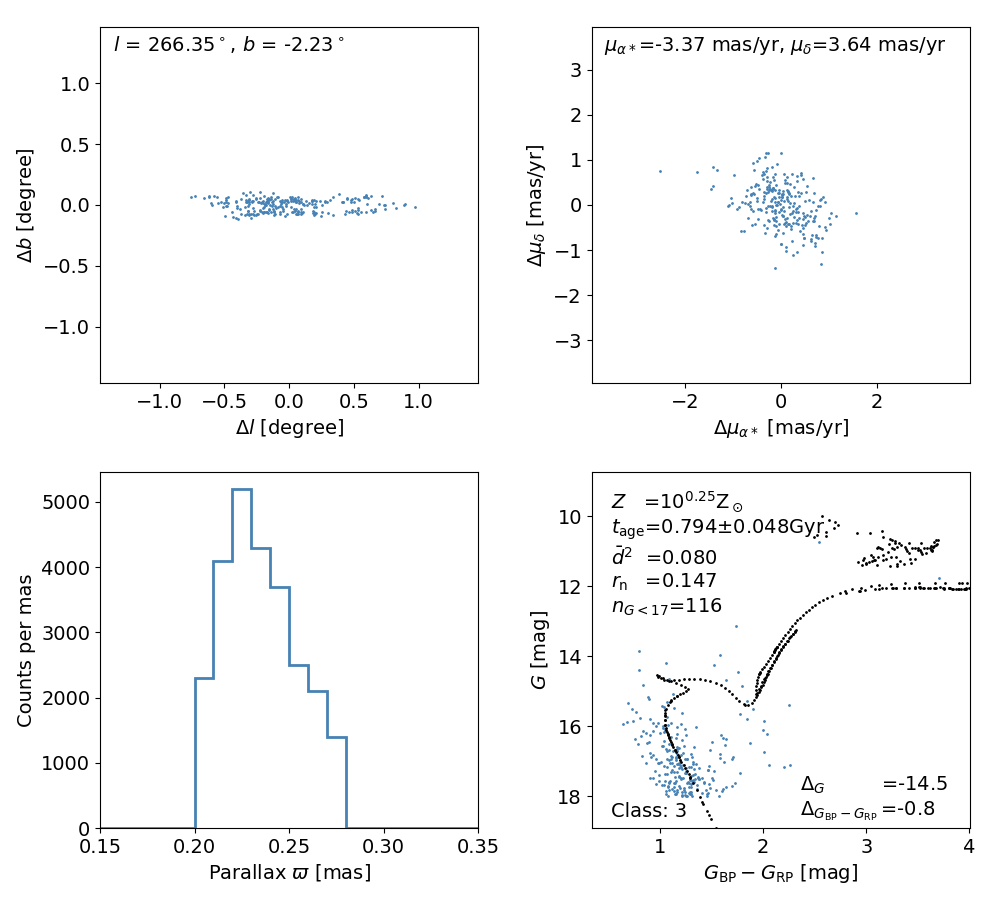 l = 266.35°, b = -2.23°
1.0
0.5
0.0
−0.5
−1.0
Δb [degree]
−1.0 −0.5 0.0 0.5 1.0
Δl [degree]
μα∗=-3.37 mas/yr, μδ=3.64 mas/yr
3
2
1
0
−1
−2
−3
Δμδ [mas/yr]
−2 0 2
Δμα∗ [mas/yr]
5000
4000
3000
2000
1000
0
Counts per mas
0.15 0.20 0.25 0.30 0.35
Parallax ϖ [mas]
Z =10^0.25 Z⊙
tage=0.794±0.048Gyr
d̄² =0.080
rn =0.147
nG<17=116
10
12
14
16
18
G [mag]
ΔG =-14.5
ΔGBP−GRP=-0.8
Class: 3
1 2 3 4
GBP − GRP [mag]